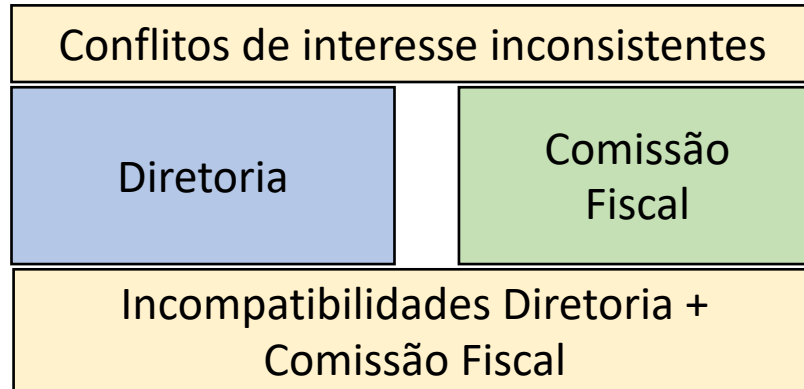 Conflitos de interesse inconsistentes
Diretoria
Comissão
Fiscal
Incompatibilidades Diretoria +
Comissão Fiscal